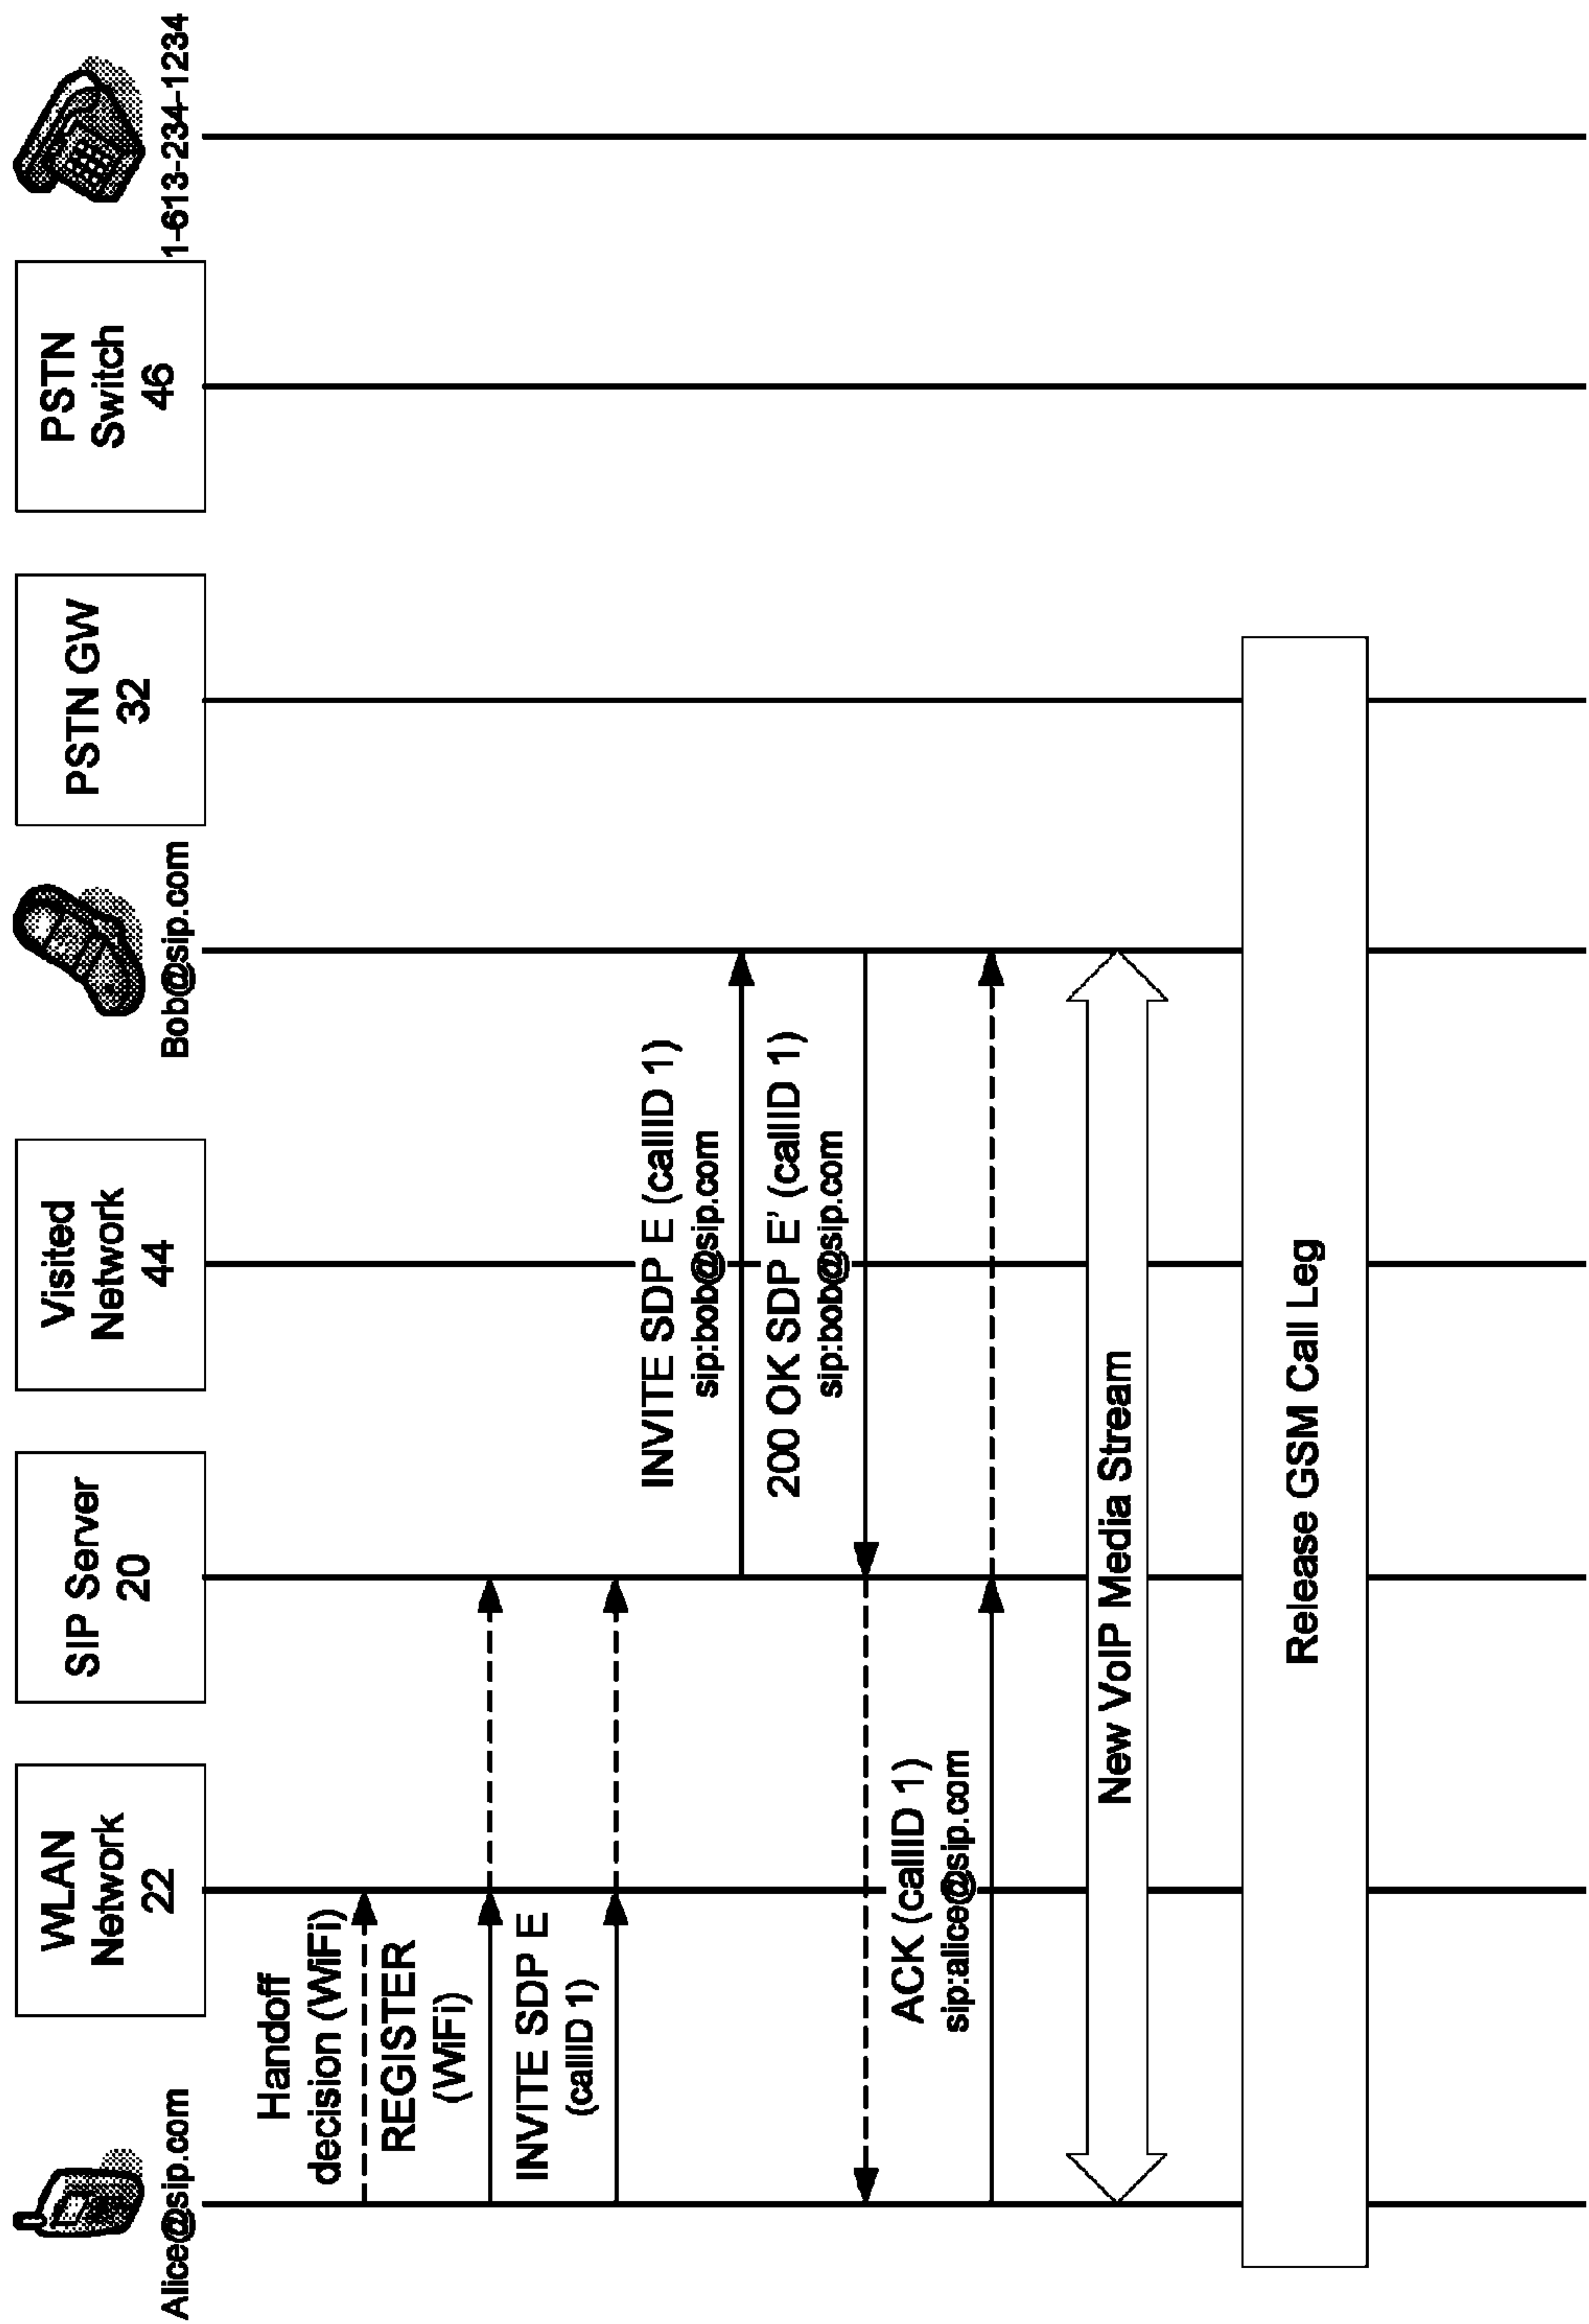 Alice@sip.com
WLAN
Network
22
SIP Server
20
Visited
Network
44
Bob@sip.com
PSTN GW
32
PSTN
Switch
46
1-613-234-1234
Handoff
decision (WiFi)
REGISTER
(WiFi)
INVITE SDP E
(callID 1)
INVITE SDP E (callID 1)
sip:bob@sip.com
200 OK SDP E' (callID 1)
sip:bob@sip.com
ACK (callID 1)
sip:alice@sip.com
New VoIP Media Stream
Release GSM Call Leg